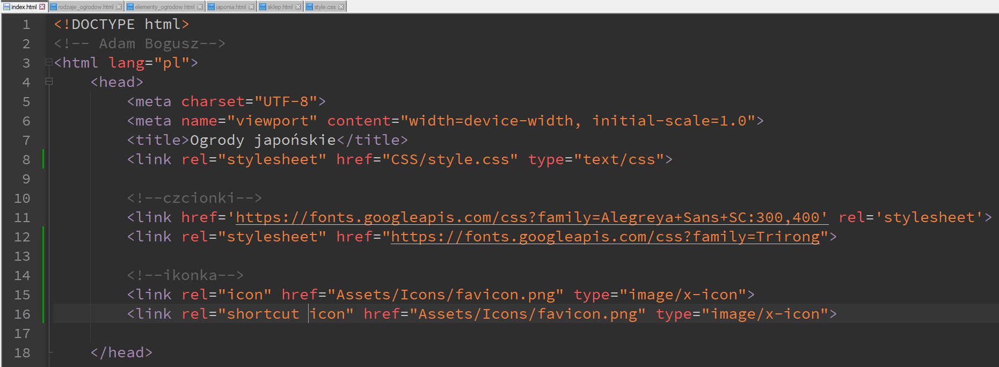 index.html rodzaje_ogrodow.html elementy_ogrodow.html japonia.html sklep.html style.css
1 <!DOCTYPE html>
2 <!-- Adam Bogusz-->
3 <html lang="pl">
4 <head>
5 <meta charset="UTF-8">
6 <meta name="viewport" content="width=device-width, initial-scale=1.0">
7 <title>Ogrody japońskie</title>
8 <link rel="stylesheet" href="CSS/style.css" type="text/css">
9
10 <!--czcionki-->
11 <link href='https://fonts.googleapis.com/css?family=Alegreya+Sans+SC:300,400' rel='stylesheet'>
12 <link rel="stylesheet" href="https://fonts.googleapis.com/css?family=Trirong">
13
14 <!--ikonka-->
15 <link rel="icon" href="Assets/Icons/favicon.png" type="image/x-icon">
16 <link rel="shortcut icon" href="Assets/Icons/favicon.png" type="image/x-icon">
17
18 </head>